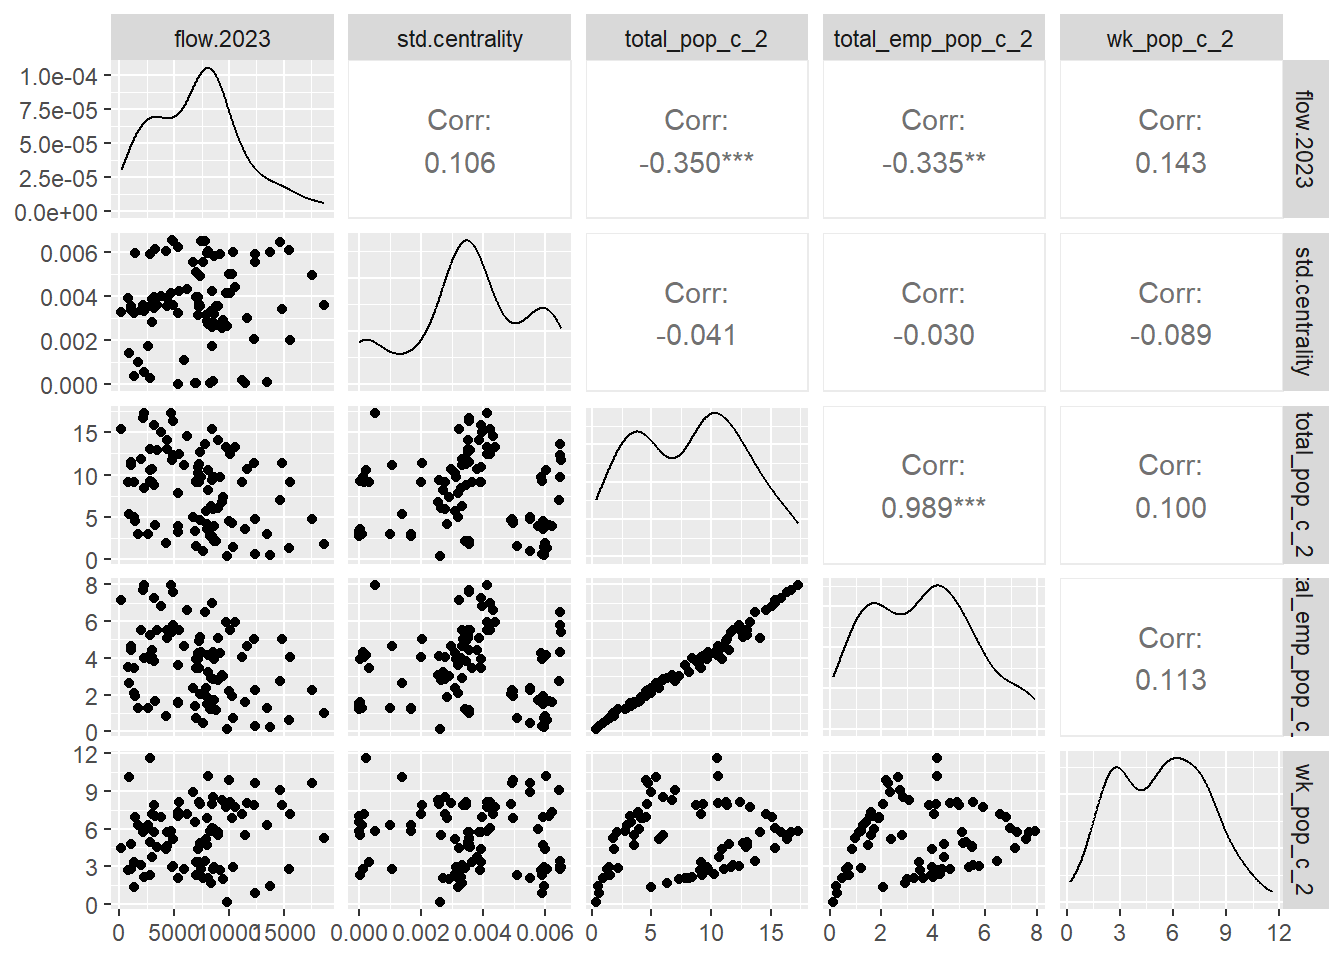 flow.2023 std.centrality total_pop_c_2 total_emp_pop_c_2 wk_pop_c_2
1.0e-04
7.5e-05
5.0e-05
2.5e-05
0.0e+00
Corr:
0.106
Corr:
-0.350***
Corr:
-0.335**
Corr:
0.143
flow.2023
0.006
0.004
0.002
0.000
Corr:
-0.041
Corr:
-0.030
Corr:
-0.089
std.centrality
15
10
5
0
Corr:
0.989***
Corr:
0.100
total_pop_c_2
8
6
4
2
0
Corr:
0.113
tal_emp_pop_c_
12
9
6
3
0
wk_pop_c_2
0 5000 10000 15000
0.000 0.002 0.004 0.006
0 5 10 15
0 2 4 6 8
0 3 6 9 12